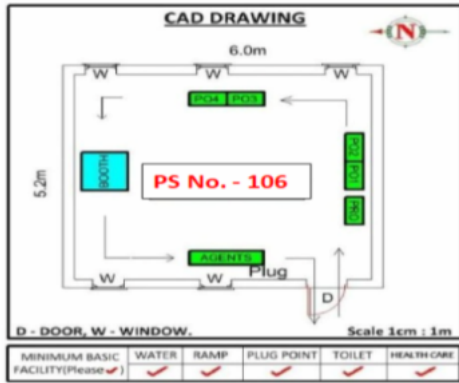 CAD DRAWING
N
6.0m
W W W
PO4 PO3
5.2m
BOOTH
PS No. - 106
PO2 PO1
PRO
AGENTS
Plug
W W D
D - DOOR, W - WINDOW. Scale 1cm : 1m
MINIMUM BASIC FACILITY(Please✔) WATER RAMP PLUG POINT TOILET HEALTH CARE
✔ ✔ ✔ ✔ ✔